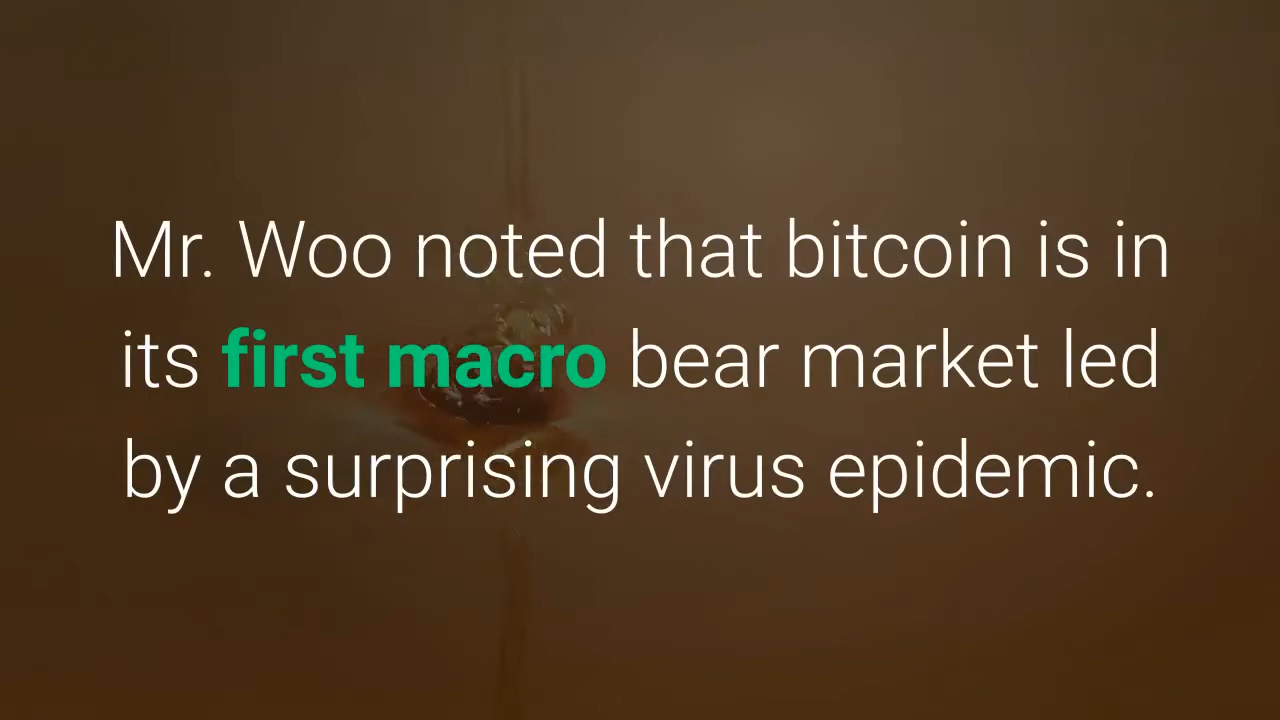 Mr. Woo noted that bitcoin is in
its first macro bear market led
by a surprising virus epidemic.